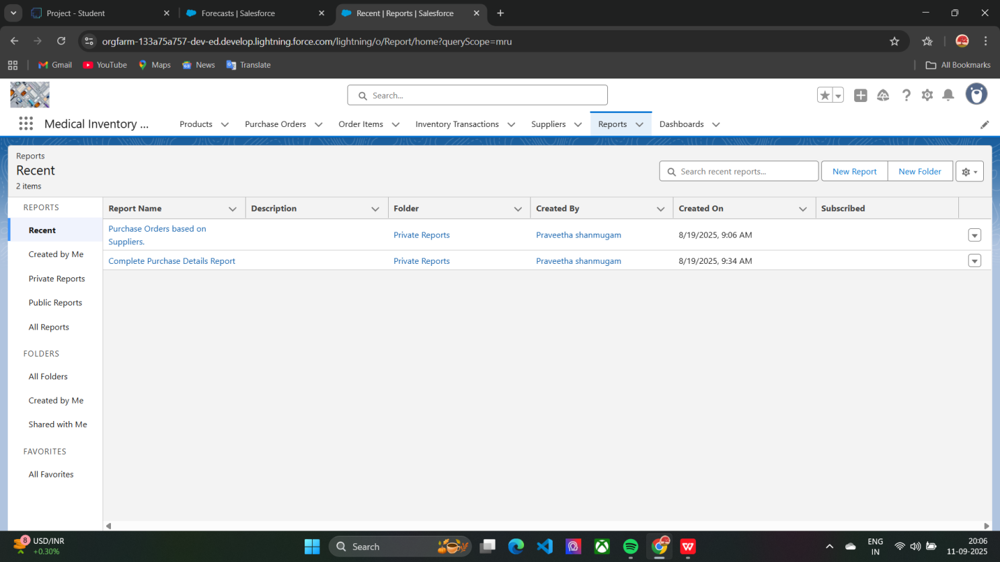 Project - Student
Forecasts | Salesforce
Recent | Reports | Salesforce
orgfarm-133a75a757-dev-ed.develop.lightning.force.com/lightning/o/Report/home?queryScope=mru
Gmail
YouTube
Maps
News
Translate
All Bookmarks
Search...
Medical Inventory ...
Products
Purchase Orders
Order Items
Inventory Transactions
Suppliers
Reports
Dashboards
Reports
Recent
2 items
Search recent reports...
New Report
New Folder
REPORTS
Recent
Created by Me
Private Reports
Public Reports
All Reports
FOLDERS
All Folders
Created by Me
Shared with Me
FAVORITES
All Favorites
Report Name
Description
Folder
Created By
Created On
Subscribed
Purchase Orders based on
Suppliers.
Private Reports
Praveetha shanmugam
8/19/2025, 9:06 AM
Complete Purchase Details Report
Private Reports
Praveetha shanmugam
8/19/2025, 9:34 AM
8
USD/INR
+0.30%
Search
ENG
IN
20:06
11-09-2025